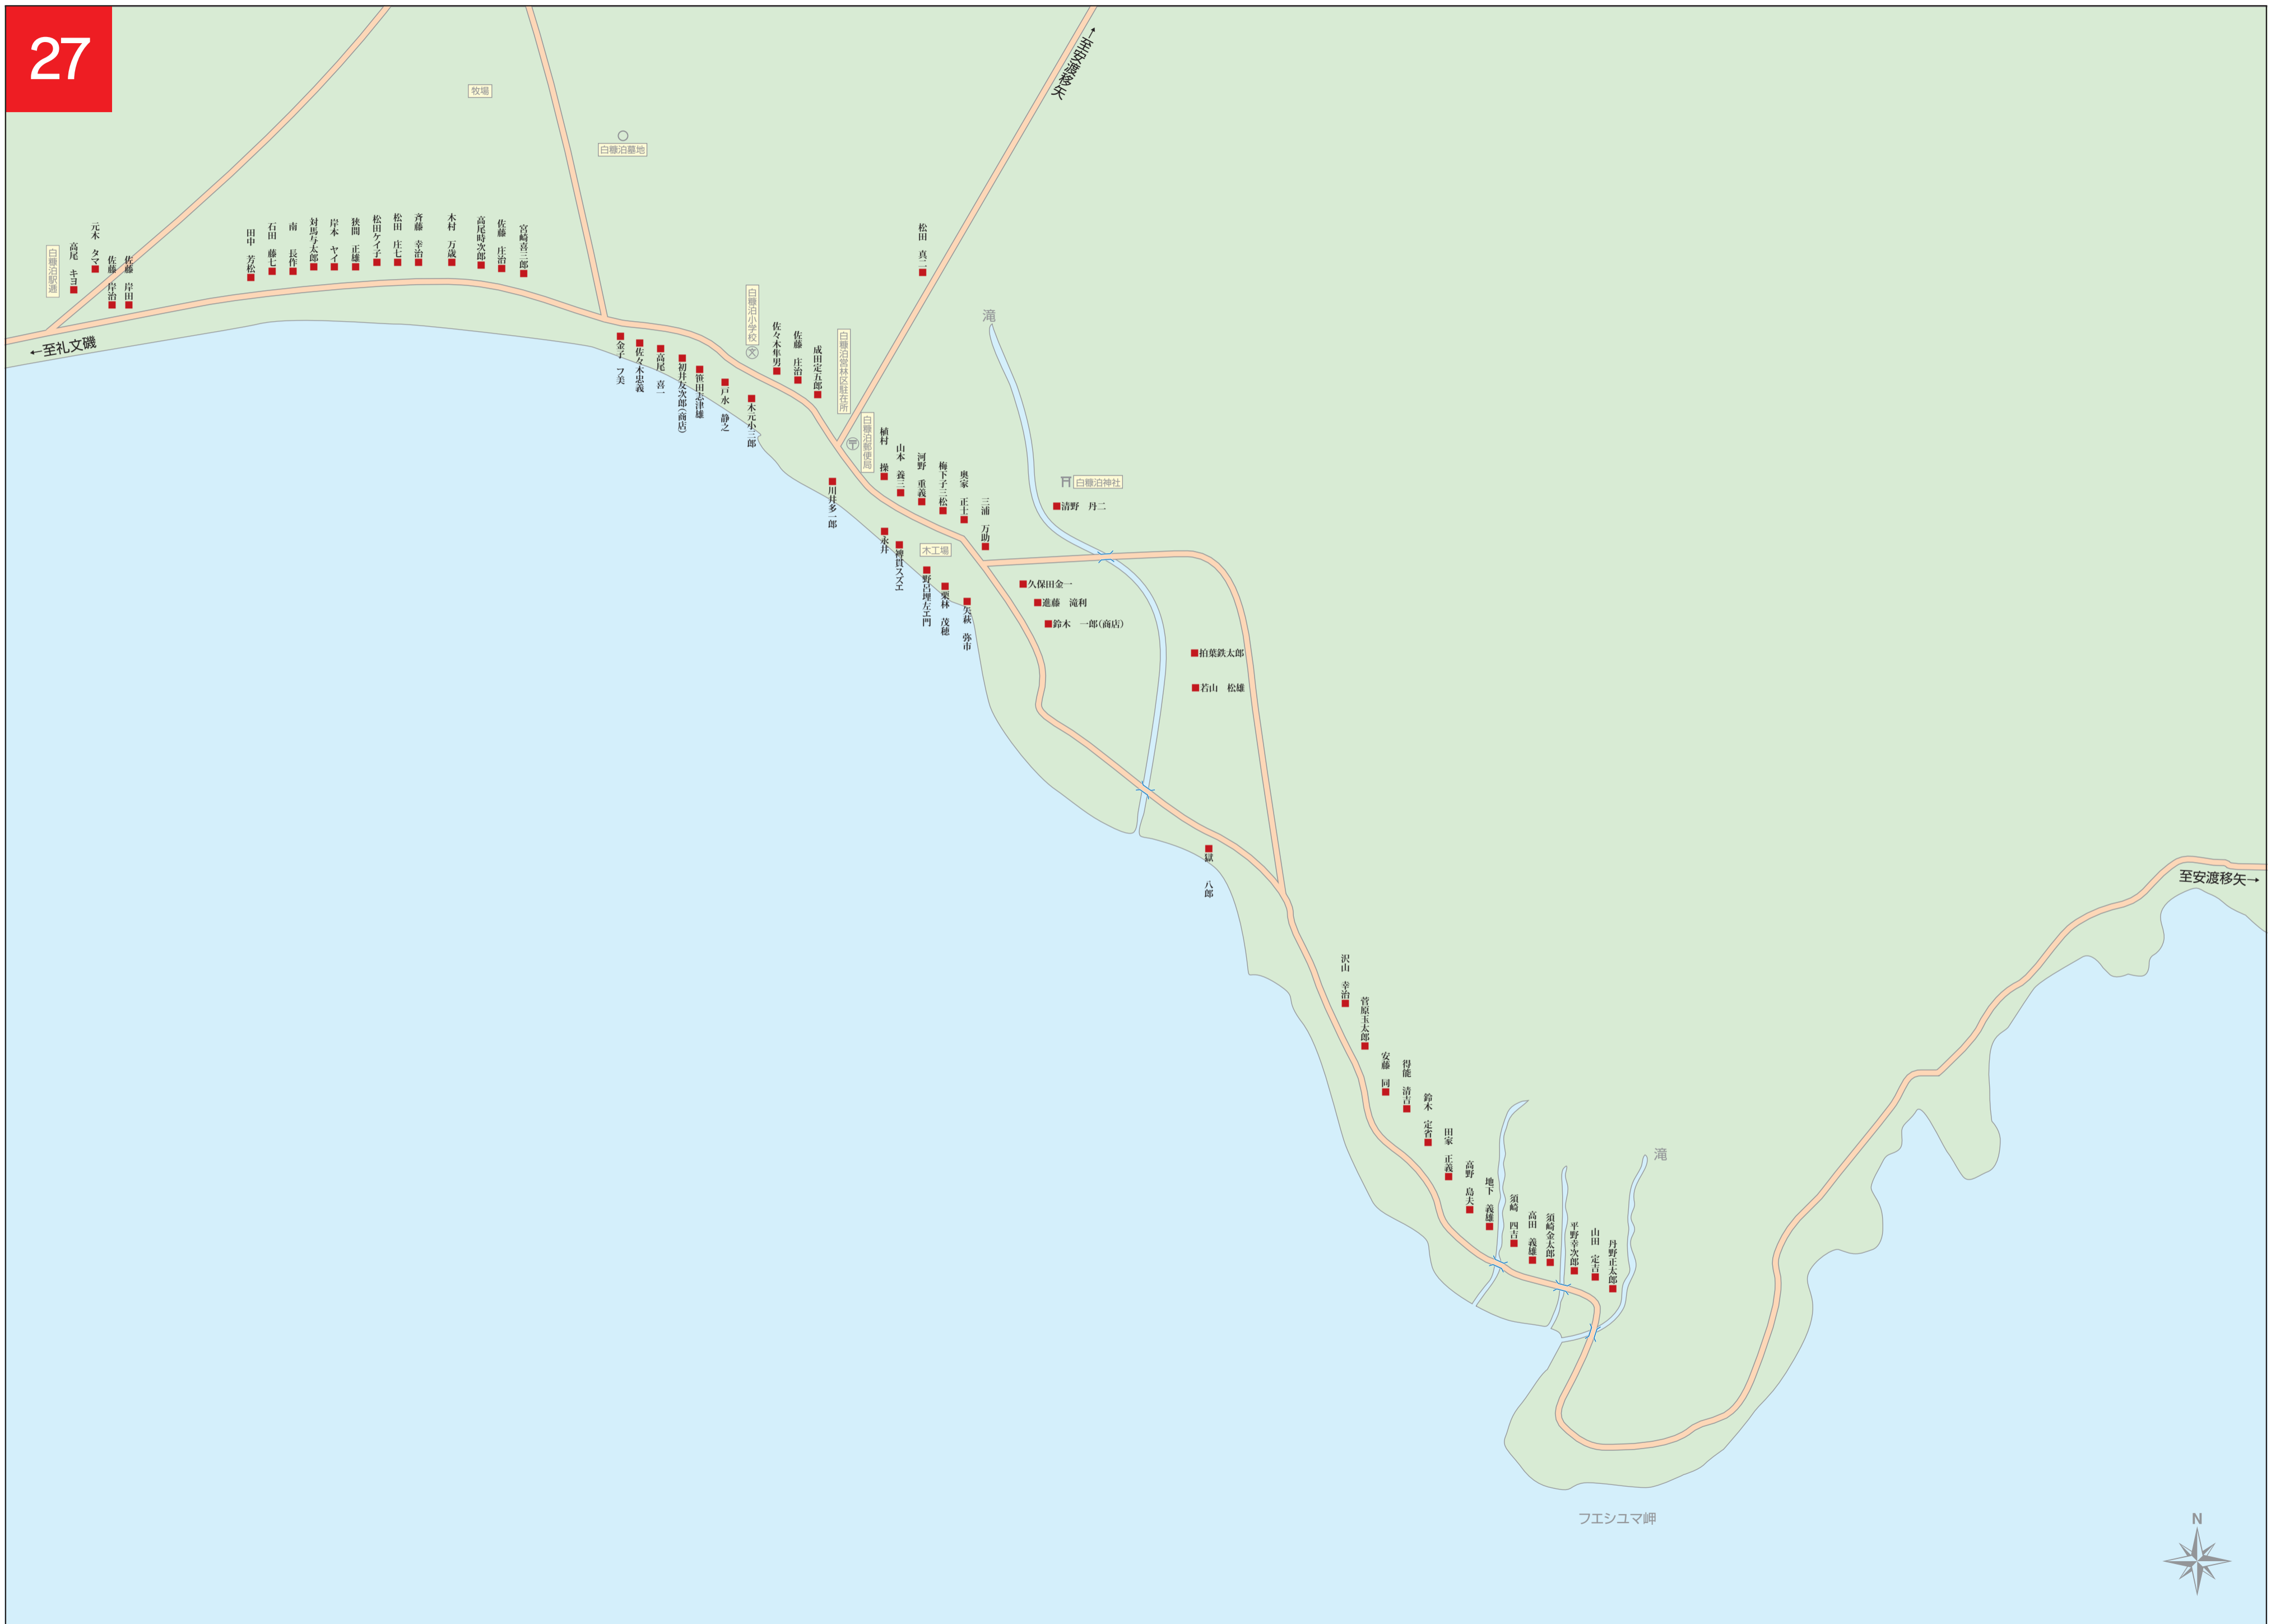 27
牧場
白糠泊墓地
→至安渡移矢
白糠泊駅逓
高尾　キヨ
元木　タマ
佐藤　岸治
佐藤　岸田
田中　芳松
石田　藤七
南　長作
対馬与太郎
岸本　ヤイ
狭間　正雄
松田ケイ子
松田　庄七
斉藤　幸治
木村　万歳
高尾時次郎
佐藤　庄治
宮崎喜三郎
←至礼文磯
松田　真二
金子　フ美
佐々木忠義
高尾　喜一
初井友次郎(商店)
笹田志津雄
戸水　静之
木元小三郎
白糠泊小学校
文
佐々木隼男
佐藤　庄治
成田定五郎
白糠泊営林区駐在所
白糠泊郵便局
〒
滝
植村　操
山本　養三
河野　重義
梅下子三松
奥家　正士
三浦　万助
白糠泊神社
清野　丹二
川井多一郎
永井
裨貫スズエ
木工場
野呂理左エ門
栗林　茂穂
矢萩　弥市
久保田金一
進藤　滝利
鈴木　一郎(商店)
拍葉鉄太郎
若山　松雄
嶽　八郎
至安渡移矢→
沢山　幸治
菅原玉太郎
安藤　同
得能　清吉
鈴木　定省
田家　正義
高野　島夫
地下　義雄
須崎　四吉
高田　義雄
須崎金太郎
平野幸次郎
山田　定吉
丹野正太郎
滝
フエシユマ岬
N